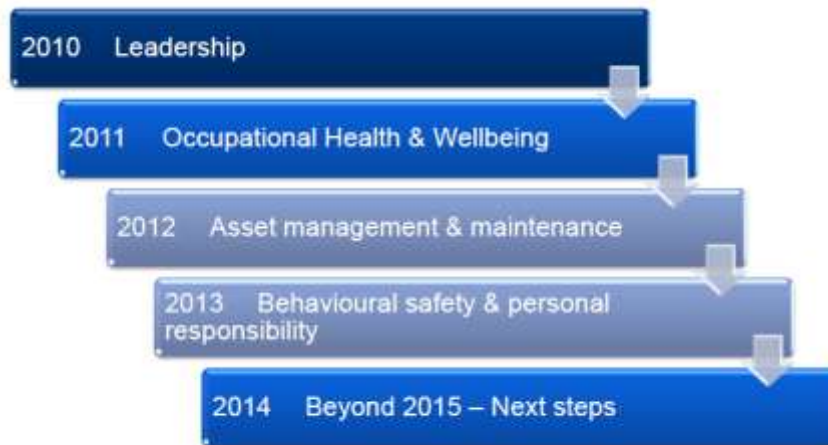 2010 Leadership
2011 Occupational Health & Wellbeing
2012 Asset management & maintenance
2013 Behavioural safety & personal
responsibility
2014 Beyond 2015 – Next steps